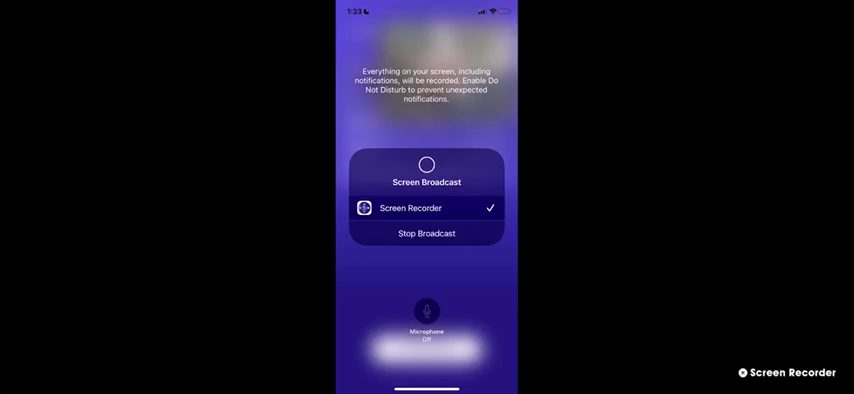 1:33
Everything on your screen, including
notifications, will be recorded. Enable Do
Not Disturb to prevent unexpected
notifications.
Screen Broadcast
Screen Recorder
Stop Broadcast
Microphone
Off
Screen Recorder